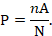 P = nA/N.